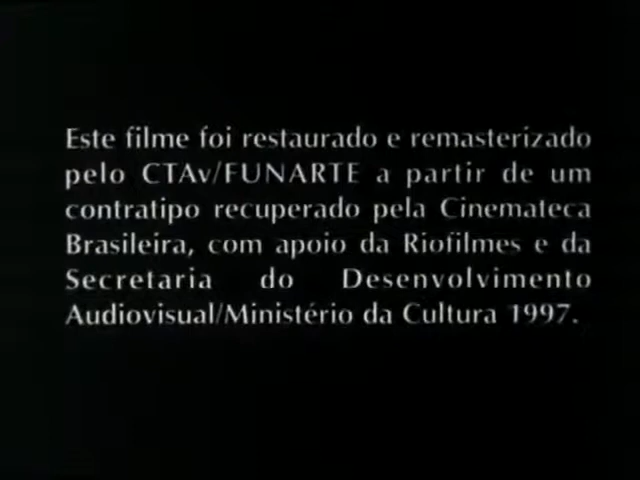 Este filme foi restaurado e remasterizado
pelo CTAv/FUNARTE a partir de um
contratipo recuperado pela Cinemateca
Brasileira, com apoio da Riofilmes e da
Secretaria do Desenvolvimento
Audiovisual/Ministério da Cultura 1997.